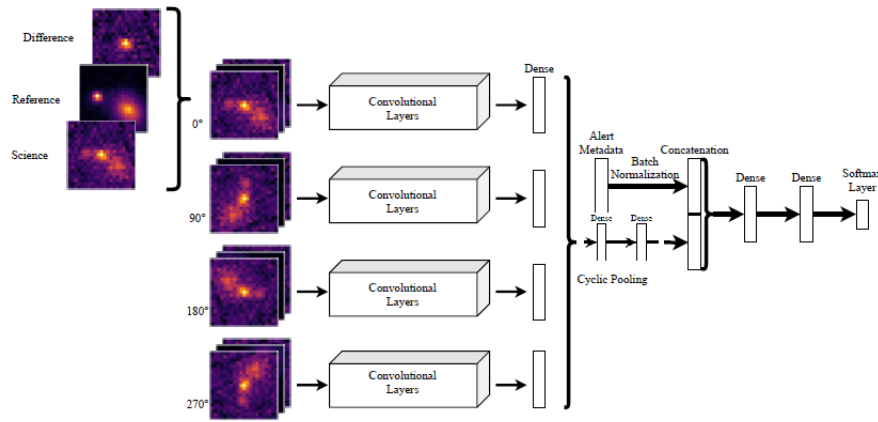 Difference
Reference
Science
0°
90°
180°
270°
Convolutional
Layers
Convolutional
Layers
Convolutional
Layers
Convolutional
Layers
Dense
Alert
Metadata
Batch
Normalization
Concatenation
Dense
Dense
Cyclic Pooling
Dense
Dense
Softmax
Layer